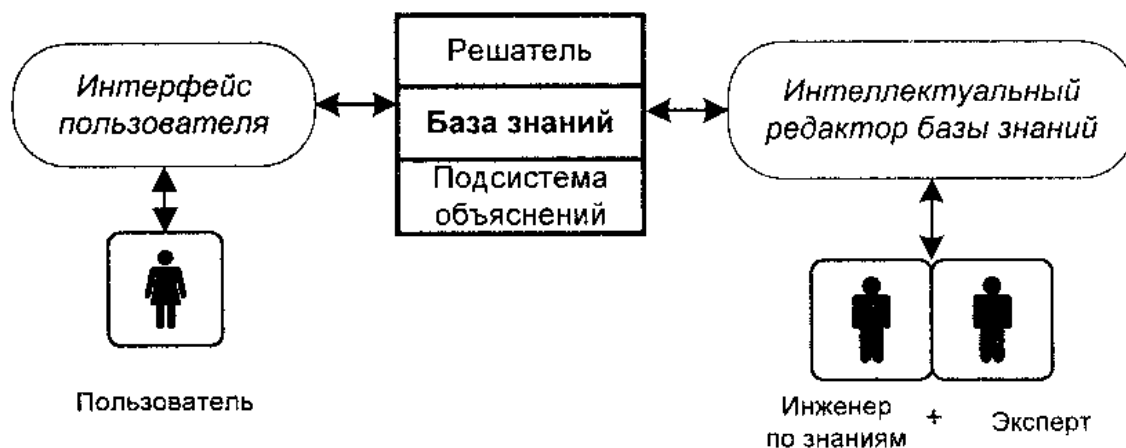 Решатель
Интерфейс
пользователя
База знаний
Интеллектуальный
редактор базы знаний
Подсистема
объяснений
Пользователь
Инженер
по знаниям
+
Эксперт